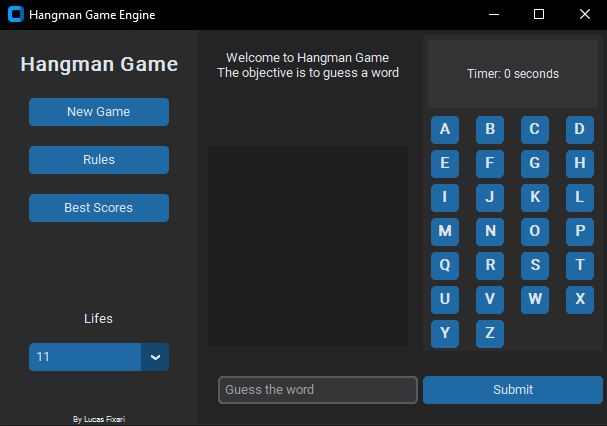 Hangman Game Engine
Hangman Game
New Game
Rules
Best Scores
Lifes
11
By Lucas Fixari
Welcome to Hangman Game
The objective is to guess a word
Timer: 0 seconds
A B C D
E F G H
I J K L
M N O P
Q R S T
U V W X
Y Z
Guess the word
Submit